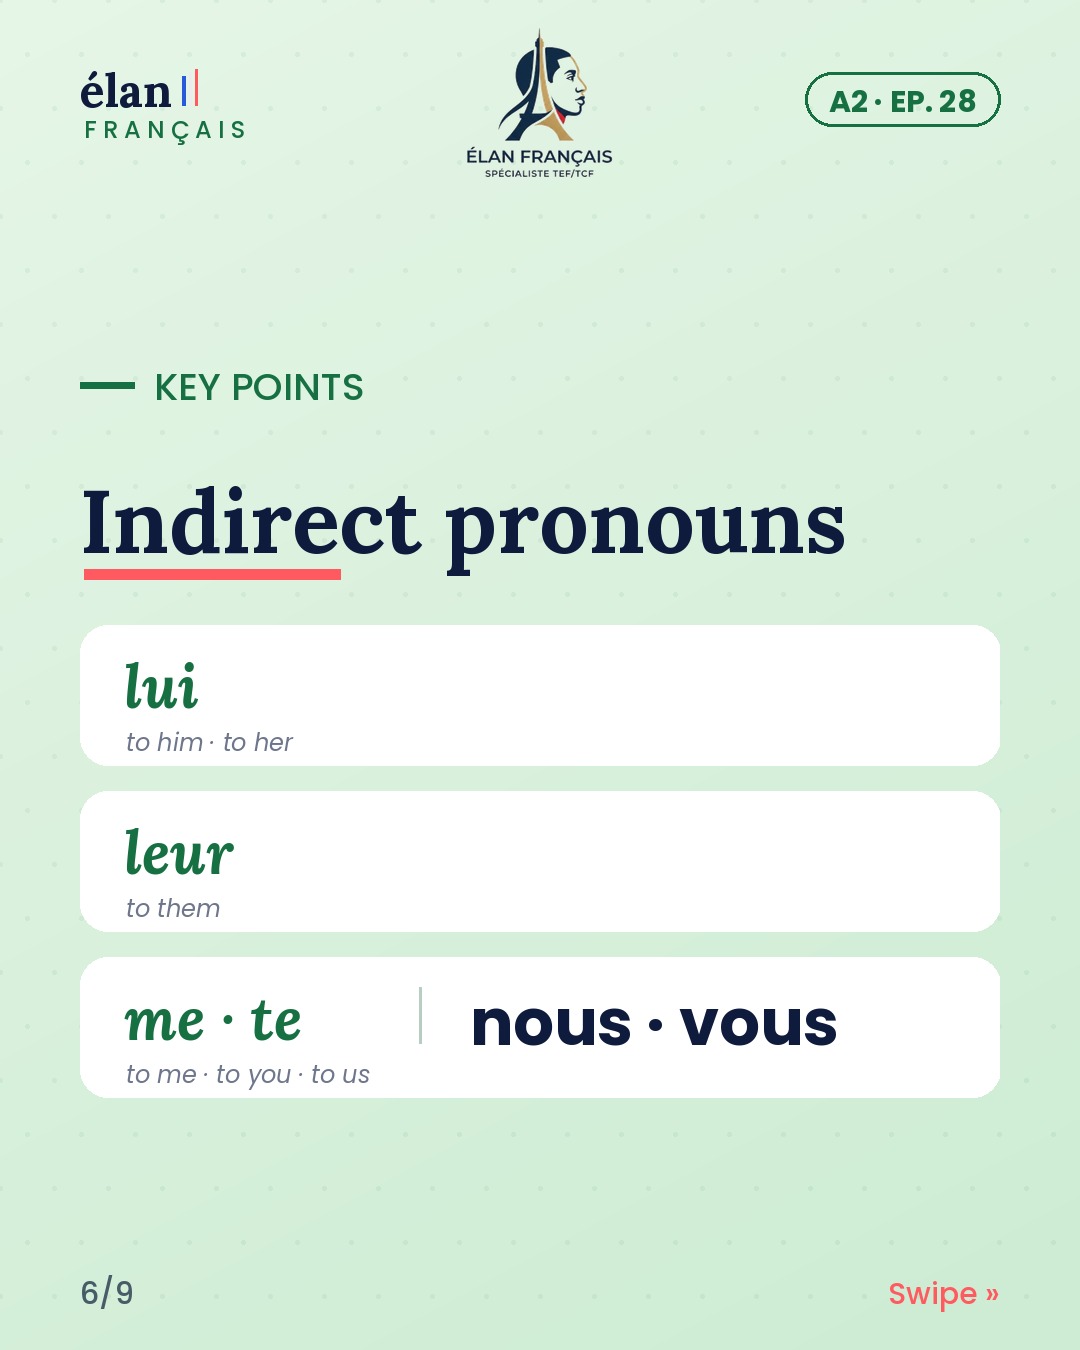 élan
FRANÇAIS
ÉLAN FRANÇAIS
SPÉCIALISTE TEF/TCF
A2 · EP. 28
KEY POINTS
Indirect pronouns
lui
to him · to her
leur
to them
me · te
nous · vous
to me · to you · to us
6/9
Swipe »